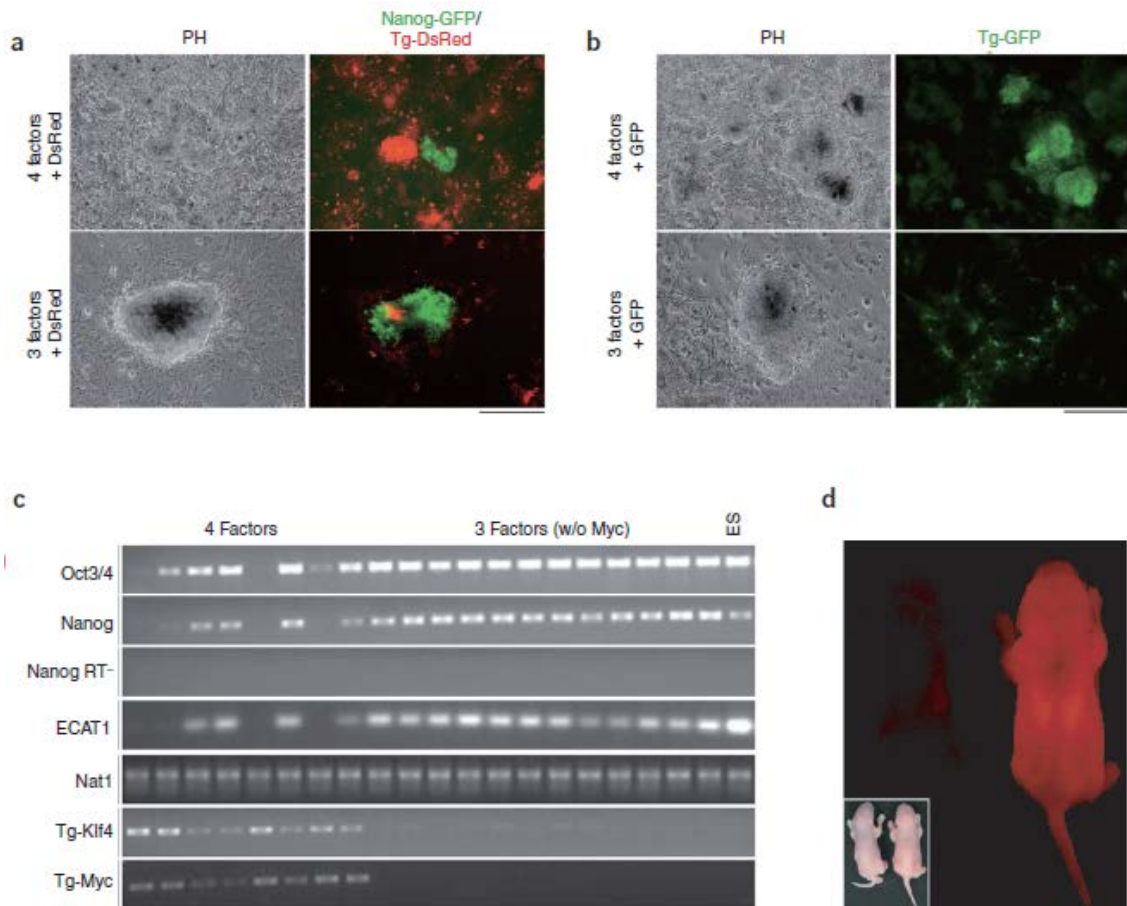 a
PH
Nanog-GFP/
Tg-DsRed
4 factors
+ DsRed
3 factors
+ DsRed
b
PH
Tg-GFP
4 factors
+ GFP
3 factors
+ GFP
c
4 Factors
3 Factors (w/o Myc)
ES
Oct3/4
Nanog
Nanog RT⁻
ECAT1
Nat1
Tg-Klf4
Tg-Myc
d